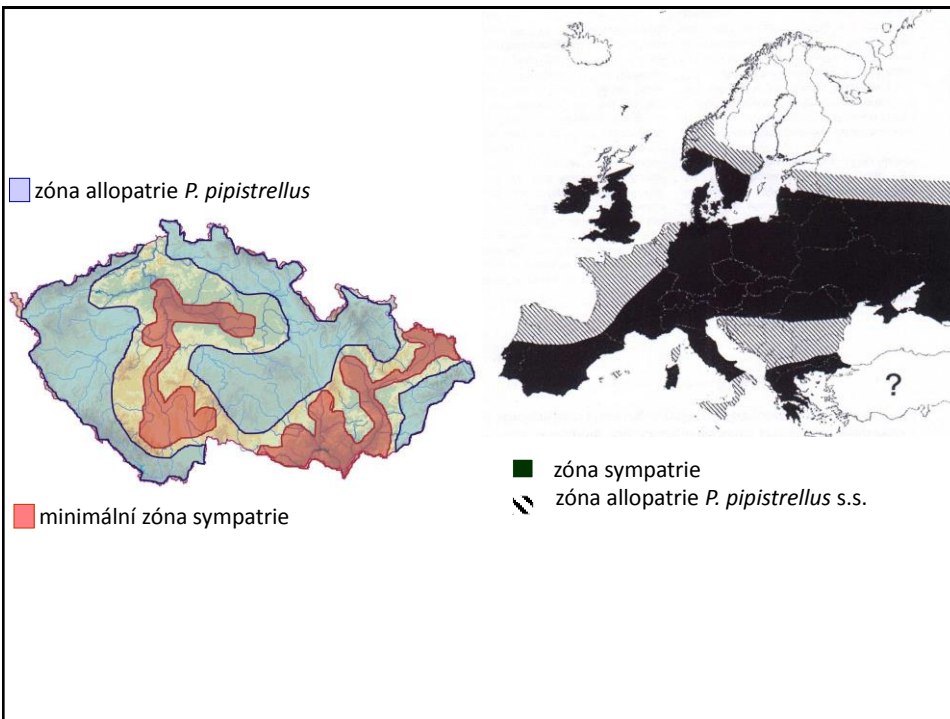 zóna allopatrie P. pipistrellus
minimální zóna sympatrie
?
zóna sympatrie
zóna allopatrie P. pipistrellus s.s.